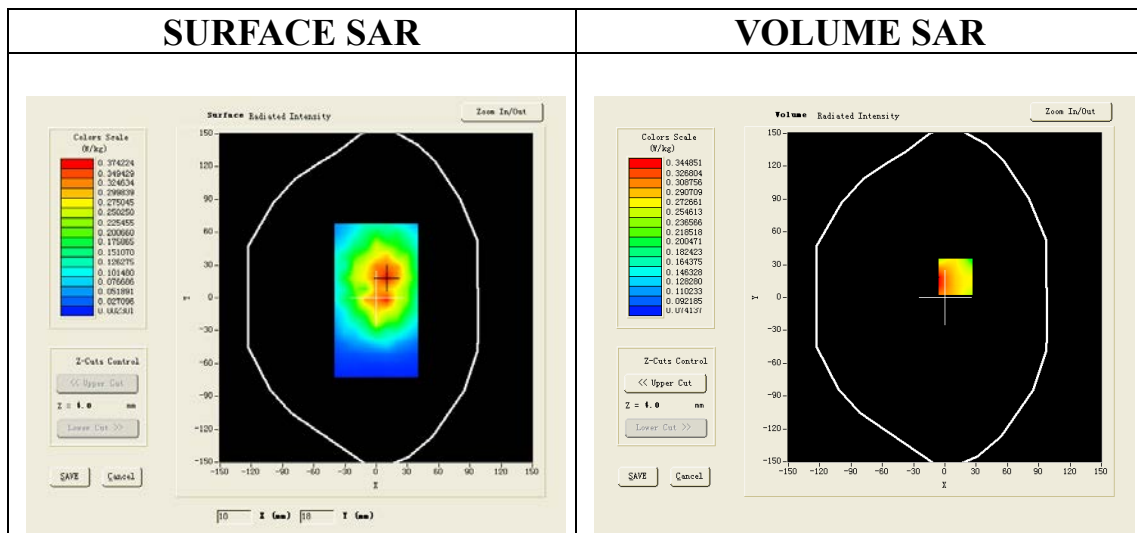 SURFACE SAR
VOLUME SAR
Surface Radiated Intensity
Zoom In/Out
Colors Scale
(W/kg)
0.374224
0.349429
0.324634
0.299839
0.275045
0.250250
0.225455
0.200660
0.175865
0.151070
0.126275
0.101480
0.076686
0.051891
0.027096
0.002301
150
120
90
60
30
0
-30
-60
-90
-120
-150
Y
-150 -120 -90 -60 -30 0 30 60 90 120 150
X
Z-Cuts Control
<< Upper Cut
Z = 4.0 mm
Lower Cut >>
SAVE Cancel
10 X (mm) 18 Y (mm)
Volume Radiated Intensity
Zoom In/Out
Colors Scale
(W/kg)
0.344851
0.326804
0.308756
0.290709
0.272661
0.254613
0.236566
0.218518
0.200471
0.182423
0.164375
0.146328
0.128280
0.110233
0.092185
0.074137
150
120
90
60
30
0
-30
-60
-90
-120
-150
Y
-150 -120 -90 -60 -30 0 30 60 90 120 150
X
Z-Cuts Control
<< Upper Cut
Z = 4.0 mm
Lower Cut >>
SAVE Cancel